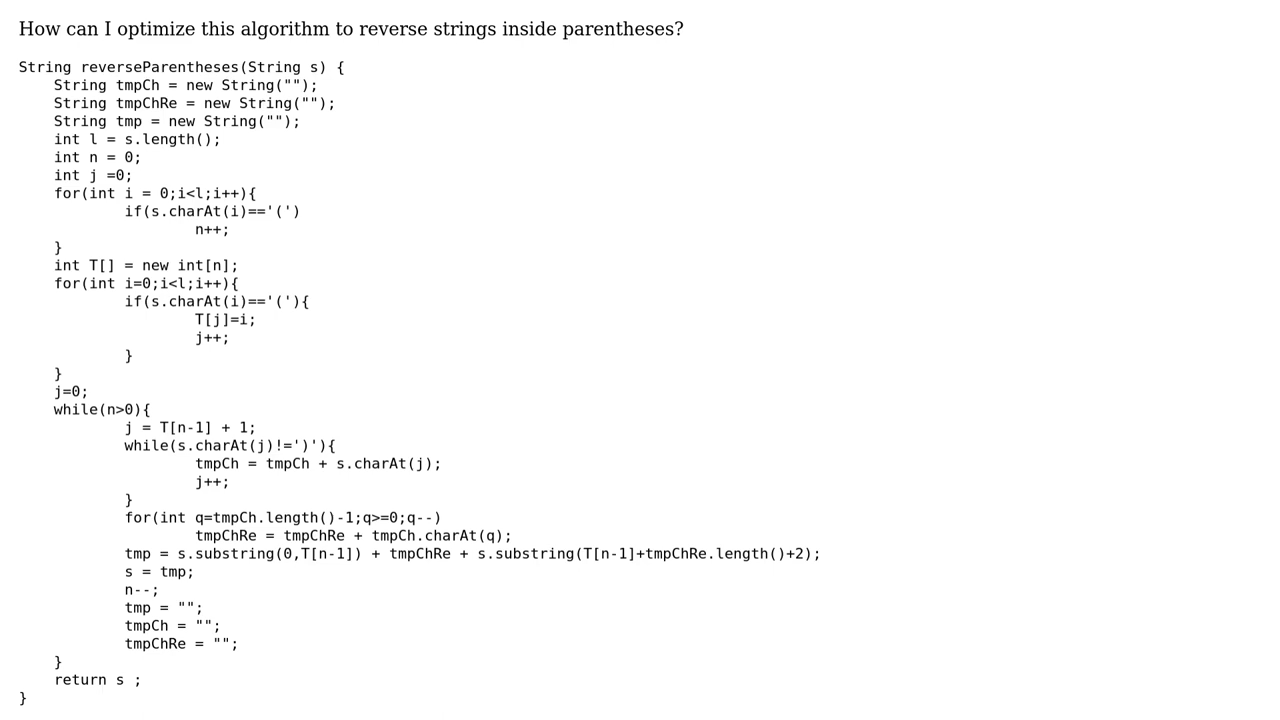 How can I optimize this algorithm to reverse strings inside parentheses?
String reverseParentheses(String s) {
    String tmpCh = new String("");
    String tmpChRe = new String("");
    String tmp = new String("");
    int l = s.length();
    int n = 0;
    int j =0;
    for(int i = 0;i<l;i++){
            if(s.charAt(i)=='(')
                    n++;
    }
    int T[] = new int[n];
    for(int i=0;i<l;i++){
            if(s.charAt(i)=='('){
                    T[j]=i;
                    j++;
            }
    }
    j=0;
    while(n>0){
            j = T[n-1] + 1;
            while(s.charAt(j)!=')'){
                    tmpCh = tmpCh + s.charAt(j);
                    j++;
            }
            for(int q=tmpCh.length()-1;q>=0;q--)
                    tmpChRe = tmpChRe + tmpCh.charAt(q);
            tmp = s.substring(0,T[n-1]) + tmpChRe + s.substring(T[n-1]+tmpChRe.length()+2);
            s = tmp;
            n--;
            tmp = "";
            tmpCh = "";
            tmpChRe = "";
    }
    return s ;
}